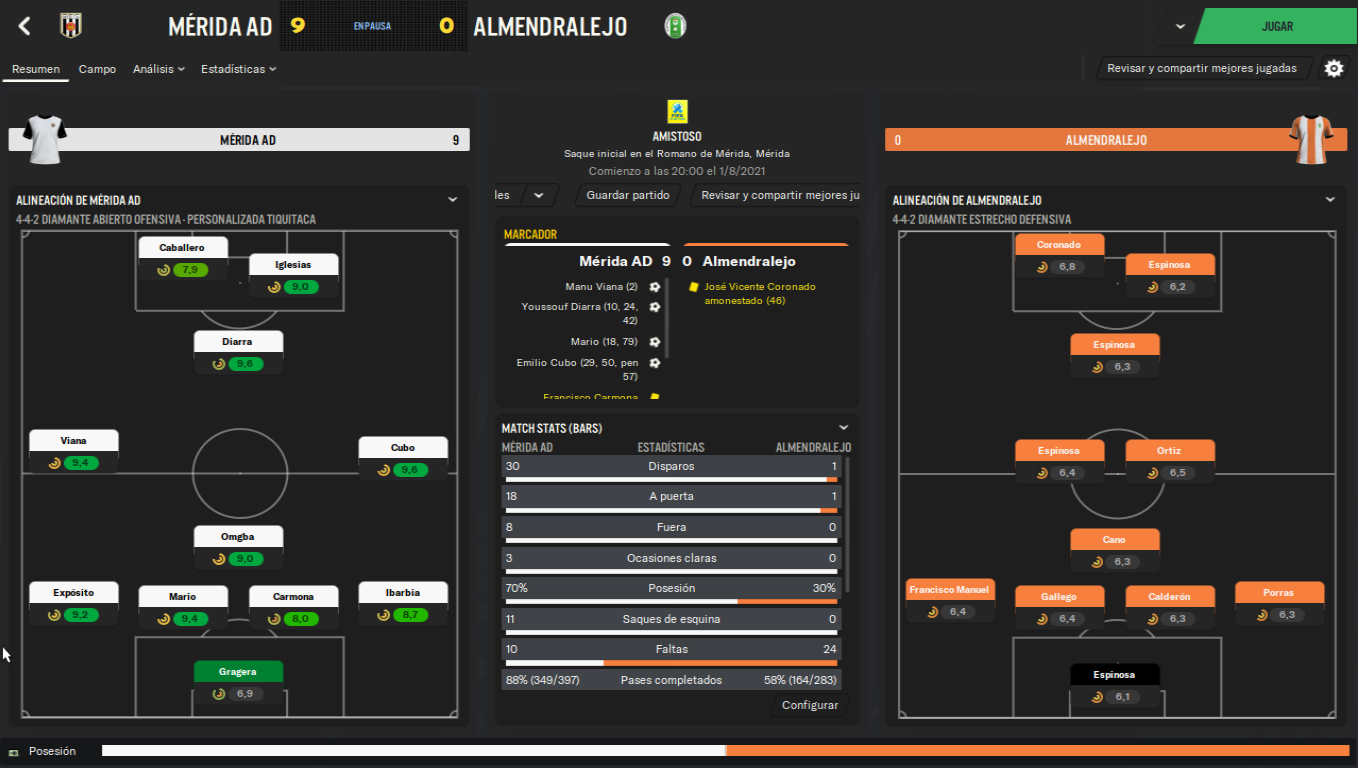 MÉRIDA AD 9 EN PAUSA 0 ALMENDRALEJO
JUGAR
Resumen Campo Análisis Estadísticas
Revisar y compartir mejores jugadas
MÉRIDA AD 9
ALINEACIÓN DE MÉRIDA AD
4-4-2 DIAMANTE ABIERTO OFENSIVA - PERSONALIZADA TIQUITACA
Caballero
7,9
Iglesias
9,0
Diarra
9,6
Viana
9,4
Cubo
9,6
Omgba
9,0
Expósito
9,2
Mario
9,4
Carmona
8,0
Ibarbia
8,7
Gragera
6,9
AMISTOSO
Saque inicial en el Romano de Mérida, Mérida
Comienzo a las 20:00 el 1/8/2021
les
Guardar partido
Revisar y compartir mejores ju
MARCADOR
Mérida AD 9 0 Almendralejo
Manu Viana (2)
Youssouf Diarra (10, 24,
42)
Mario (18, 79)
Emilio Cubo (29, 50, pen
57)
Francisco Carmona
José Vicente Coronado
amonestado (46)
MATCH STATS (BARS)
MÉRIDA AD ESTADÍSTICAS ALMENDRALEJO
30 Disparos 1
18 A puerta 1
8 Fuera 0
3 Ocasiones claras 0
70% Posesión 30%
11 Saques de esquina 0
10 Faltas 24
88% (349/397) Pases completados 58% (164/283)
Configurar
0 ALMENDRALEJO
ALINEACIÓN DE ALMENDRALEJO
4-4-2 DIAMANTE ESTRECHO DEFENSIVA
Coronado
6,8
Espinosa
6,2
Espinosa
6,3
Espinosa
6,4
Ortiz
6,5
Cano
6,3
Francisco Manuel
6,4
Gallego
6,4
Calderón
6,3
Porras
6,3
Espinosa
6,1
Posesión